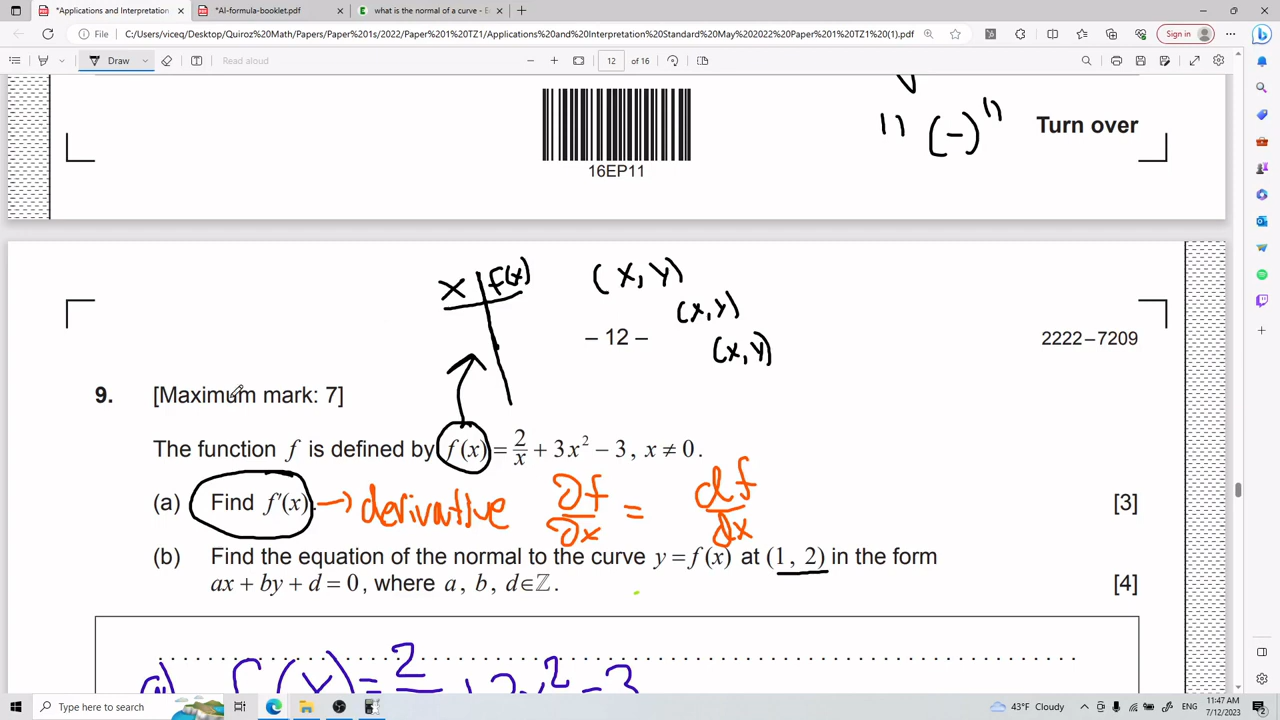 *Applications and Interpretation
*AI-formula-booklet.pdf
what is the normal of a curve - B
File
C:/Users/viceq/Desktop/Quiroz%20Math/Papers/Paper%201s/2022/Paper%201%20TZ1/Applications%20and%20Interpretation%20Standard%20May%202022%20Paper%201%20TZ1%20(1).pdf
Sign in
Draw
Read aloud
12 of 16
" (-)"
Turn over
16EP11
x f(x) (x, y)
(x, y)
– 12 –
2222–7209
(x, y)
9. [Maximum mark: 7]
The function f is defined by f(x) = 2/x + 3x² − 3, x ≠ 0.
(a) Find f′(x). → derivative ∂f/∂x = df/dx [3]
(b) Find the equation of the normal to the curve y = f(x) at (1, 2) in the form
ax + by + d = 0, where a, b, d∈ℤ. [4]
Type here to search
43°F Cloudy
11:47 AM
7/12/2023